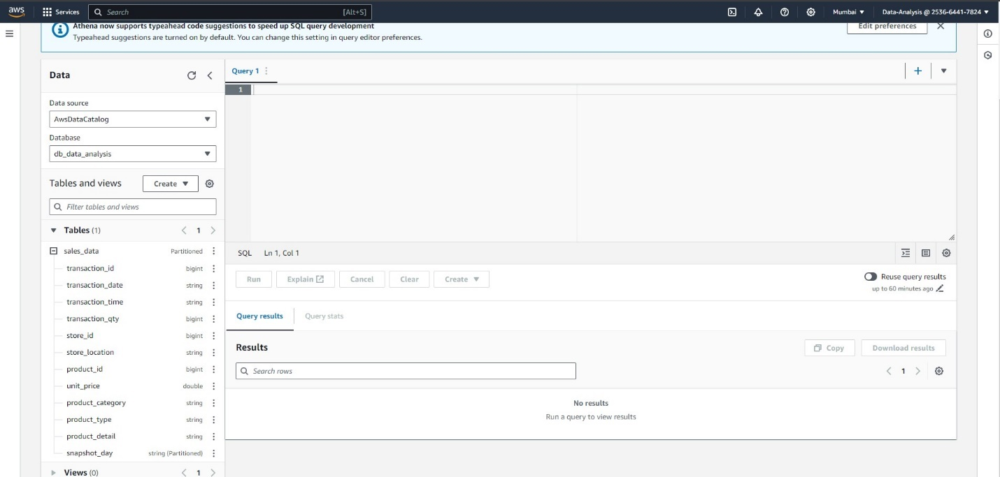 aws Services Search [Alt+S] Mumbai Data-Analysis @ 2536-6441-7824
Athena now supports typeahead code suggestions to speed up SQL query development
Typeahead suggestions are turned on by default. You can change this setting in query editor preferences.
Edit preferences
Data
Data source
AwsDataCatalog
Database
db_data_analysis
Tables and views Create
Filter tables and views
Tables (1) 1
sales_data Partitioned
transaction_id bigint
transaction_date string
transaction_time string
transaction_qty bigint
store_id bigint
store_location string
product_id bigint
unit_price double
product_category string
product_type string
product_detail string
snapshot_day string (Partitioned)
Views (0) 1
Query 1
1
SQL Ln 1, Col 1
Run Explain Cancel Clear Create
Reuse query results
up to 60 minutes ago
Query results Query stats
Results
Copy Download results
Search rows
1
No results
Run a query to view results